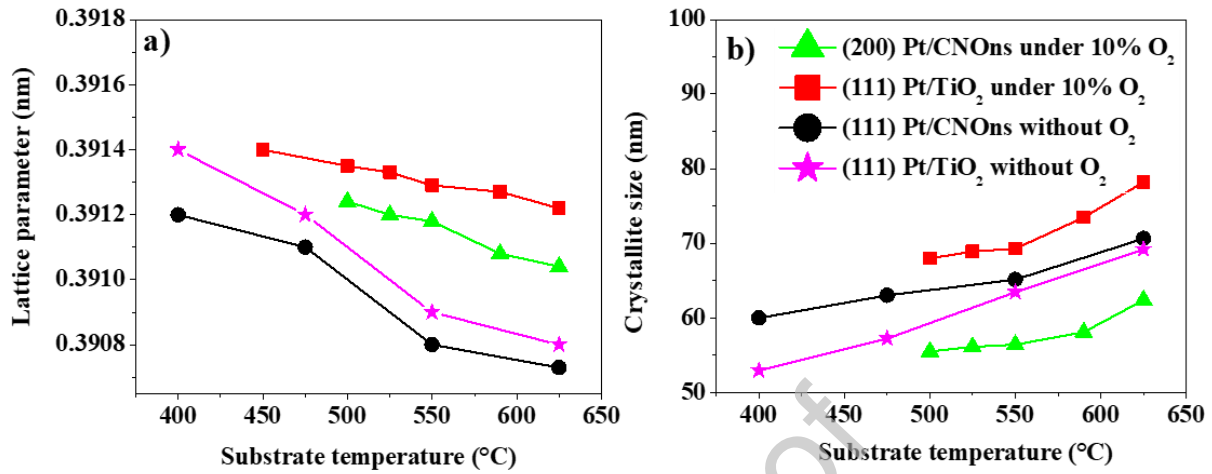 a)
0.3918
0.3916
0.3914
0.3912
0.3910
0.3908
Lattice parameter (nm)
400 450 500 550 600 650
Substrate temperature (°C)
b)
100
90
80
70
60
50
Crystallite size (nm)
(200) Pt/CNOns under 10% O₂
(111) Pt/TiO₂ under 10% O₂
(111) Pt/CNOns without O₂
(111) Pt/TiO₂ without O₂
400 450 500 550 600 650
Substrate temperature (°C)
of